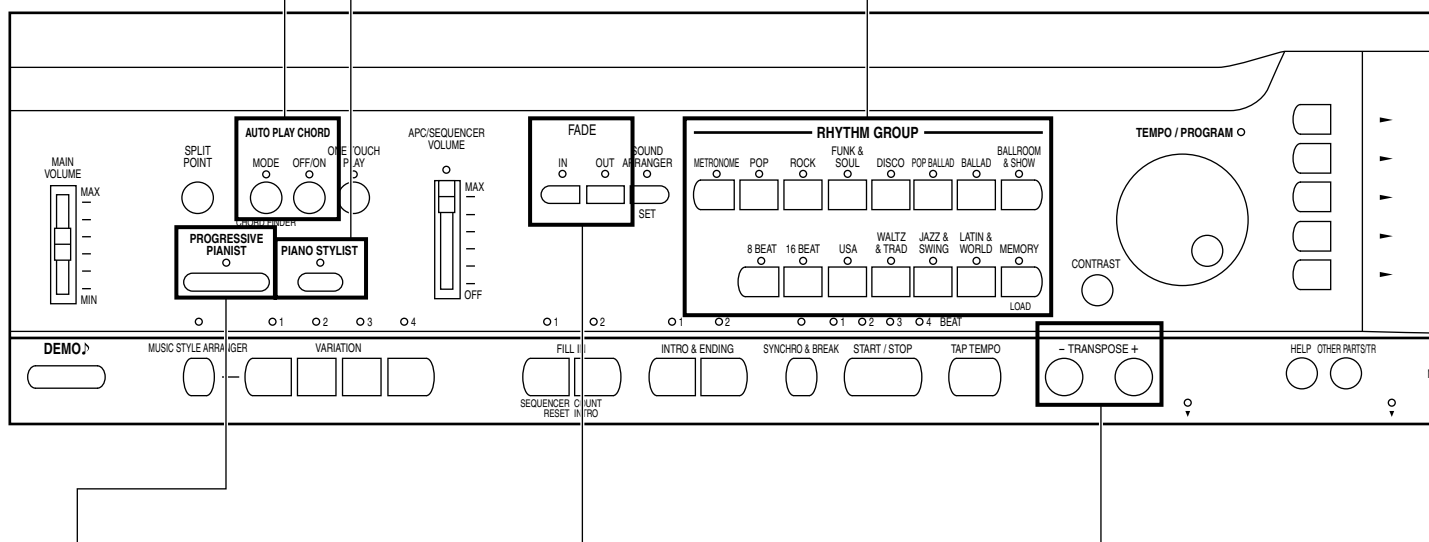 AUTO PLAY CHORD
MODE
OFF/ON
CHORD FINDER
SPLIT
POINT
ONE TOUCH
PLAY
MAIN
VOLUME
MAX
MIN
PROGRESSIVE
PIANIST
PIANO STYLIST
APC/SEQUENCER
VOLUME
MAX
OFF
FADE
IN
OUT
SOUND
ARRANGER
SET
RHYTHM GROUP
METRONOME
POP
ROCK
FUNK &
SOUL
DISCO
POP BALLAD
BALLAD
BALLROOM
& SHOW
8 BEAT
16 BEAT
USA
WALTZ
& TRAD
JAZZ &
SWING
LATIN &
WORLD
MEMORY
LOAD
TEMPO / PROGRAM
CONTRAST
1 2 3 4
1 2
1 2
1 2 3 4 BEAT
DEMO♪
MUSIC STYLE ARRANGER
VARIATION
FILL IN
SEQUENCER
RESET
COUNT
INTRO
INTRO & ENDING
SYNCHRO & BREAK
START / STOP
TAP TEMPO
− TRANSPOSE +
HELP
OTHER PARTS/TR